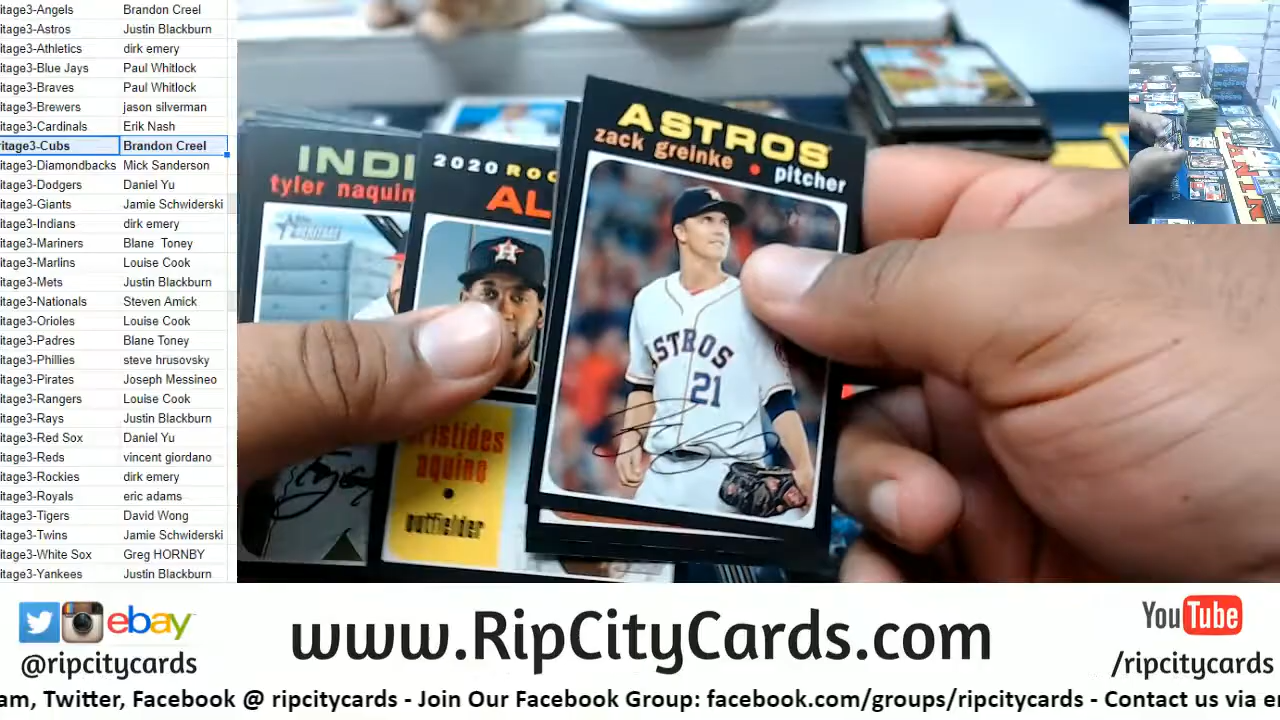 itage3-Angels Brandon Creel
itage3-Astros Justin Blackburn
itage3-Athletics dirk emery
itage3-Blue Jays Paul Whitlock
itage3-Braves Paul Whitlock
itage3-Brewers jason silverman
itage3-Cardinals Erik Nash
itage3-Cubs Brandon Creel
itage3-Diamondbacks Mick Sanderson
itage3-Dodgers Daniel Yu
itage3-Giants Jamie Schwiderski
itage3-Indians dirk emery
itage3-Mariners Blane Toney
itage3-Marlins Louise Cook
itage3-Mets Justin Blackburn
itage3-Nationals Steven Amick
itage3-Orioles Louise Cook
itage3-Padres Blane Toney
itage3-Phillies steve hrusovsky
itage3-Pirates Joseph Messineo
itage3-Rangers Louise Cook
itage3-Rays Justin Blackburn
itage3-Red Sox Daniel Yu
itage3-Reds vincent giordano
itage3-Rockies dirk emery
itage3-Royals eric adams
itage3-Tigers David Wong
itage3-Twins Jamie Schwiderski
itage3-White Sox Greg HORNBY
itage3-Yankees Justin Blackburn
INDI
tyler naquin
HERITAGE
2020 ROO
AL
H
ristides
aquino
outfielder
ASTROS
zack greinke • pitcher
ASTROS
21
ebay
@ripcitycards
www.RipCityCards.com
YouTube
/ripcitycards
am, Twitter, Facebook @ ripcitycards - Join Our Facebook Group: facebook.com/groups/ripcitycards - Contact us via e